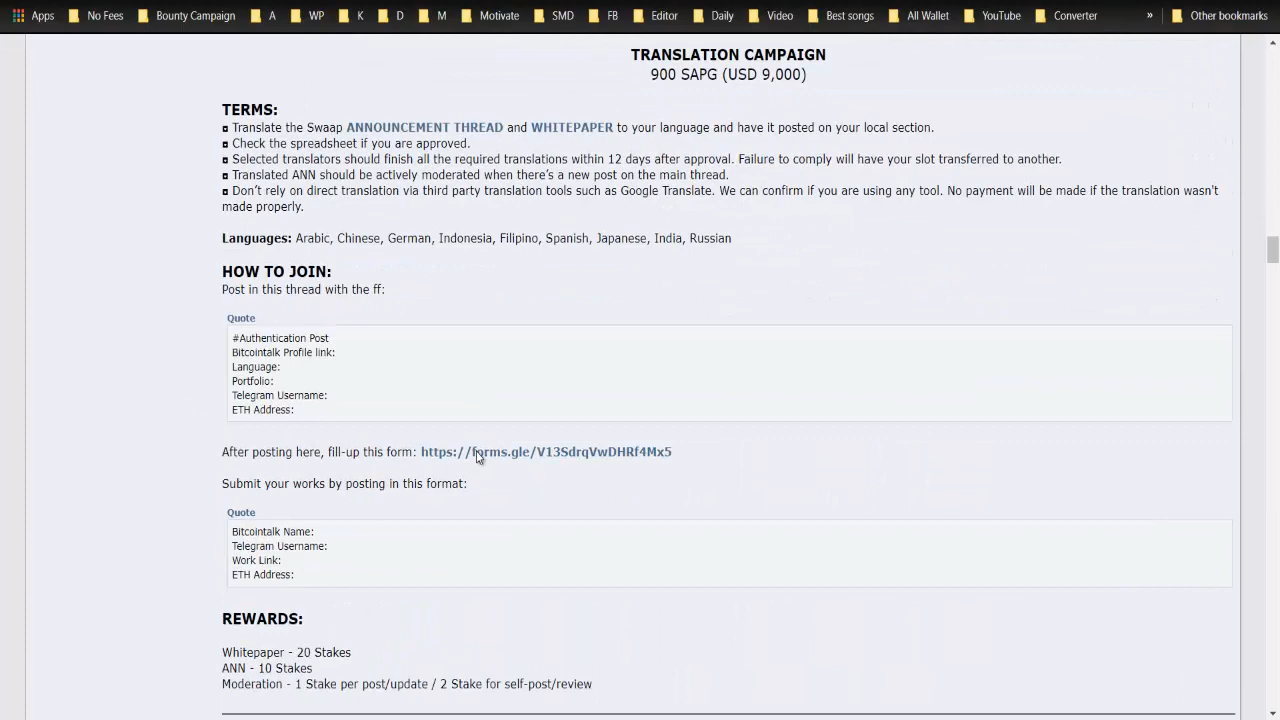 Apps No Fees Bounty Campaign A WP K D M Motivate SMD FB Editor Daily Video Best songs All Wallet YouTube Converter » Other bookmarks
TRANSLATION CAMPAIGN
900 SAPG (USD 9,000)
TERMS:
Translate the Swaap ANNOUNCEMENT THREAD and WHITEPAPER to your language and have it posted on your local section.
Check the spreadsheet if you are approved.
Selected translators should finish all the required translations within 12 days after approval. Failure to comply will have your slot transferred to another.
Translated ANN should be actively moderated when there's a new post on the main thread.
Don't rely on direct translation via third party translation tools such as Google Translate. We can confirm if you are using any tool. No payment will be made if the translation wasn't
made properly.
Languages: Arabic, Chinese, German, Indonesia, Filipino, Spanish, Japanese, India, Russian
HOW TO JOIN:
Post in this thread with the ff:
Quote
#Authentication Post
Bitcointalk Profile link:
Language:
Portfolio:
Telegram Username:
ETH Address:
After posting here, fill-up this form: https://forms.gle/V13SdrqVwDHRf4Mx5
Submit your works by posting in this format:
Quote
Bitcointalk Name:
Telegram Username:
Work Link:
ETH Address:
REWARDS:
Whitepaper - 20 Stakes
ANN - 10 Stakes
Moderation - 1 Stake per post/update / 2 Stake for self-post/review